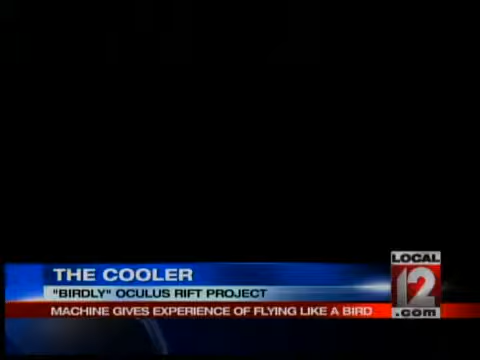 THE COOLER
"BIRDLY" OCULUS RIFT PROJECT
MACHINE GIVES EXPERIENCE OF FLYING LIKE A BIRD
LOCAL
12
.com